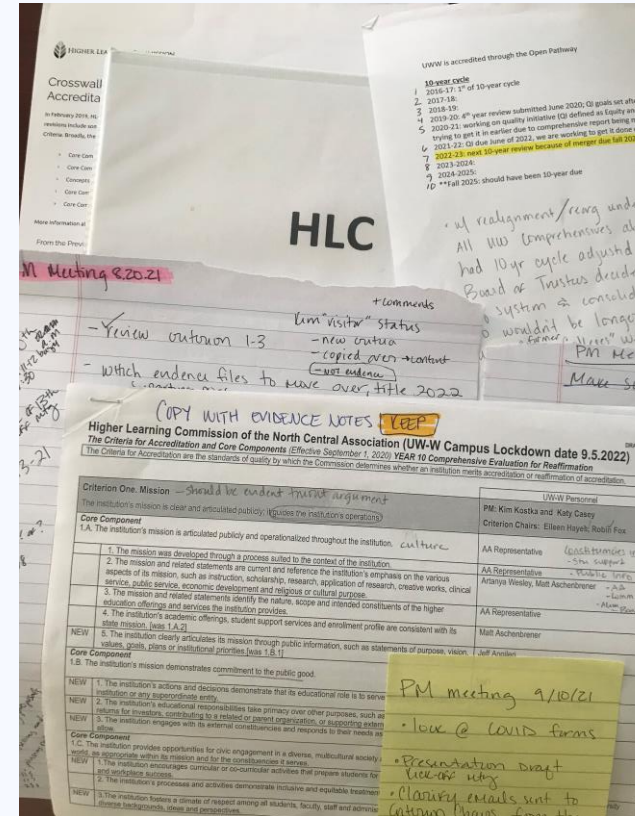 HIGHER LEA
Crosswal
Accredita
In February 2019, HL
revisions include
Criteria. Broadly, the
Core Com
Core Com
Concepts
Core Com
Core Com
More information
From the Previ
HLC
UWW is accredited through the Open Pathway
10-year cycle
1 2016-17: 1st of 10-year cycle
2 2017-18:
3 2018-19:
4 2019-20: 4th year review submitted June 2020; QI goals set aft
5 2020-21: working on quality initiative (QI defined as Equity an
trying to get it in earlier due to comprehensive report being
6 2021-22: QI due June of 2022, we are working to get it done
7 2022-23: next 10-year review because of merger due fall 202
8 2023-2024:
9 2024-2025:
10 **Fall 2025: should have been 10-year due
w/ realignment/reorg und
All UW comprehensives al
had 10 yr cycle adjustd
Board of Trustees decid
system & consolid
wouldn't be longe
PM Me
Make s
M Meeting 8.20.21
+comments
Kim "visitor" status
- Review criterion 1-3
- new
- copied over → content
- not evidence
- which evidence files to move over, title 2022
COPY WITH EVIDENCE NOTES KEEP
Higher Learning Commission of the North Central Association (UW-W Campus Lockdown date 9.5.2022)
The Criteria for Accreditation and Core Components (Effective September 1, 2020) YEAR 10 Comprehensive Evaluation for Reaffirmation
The Criteria for Accreditation are the standards of quality by which the Commission determines whether an institution merits accreditation or reaffirmation of accreditation.
Criterion One. Mission - should be evident thruout argument
The institution's mission is clear and articulated publicly; it guides the institution's operations
UW-W Personnel
PM: Kim Kostka and Katy Casey
Criterion Chairs: Eileen Hayes; Robin Fox
Core Component
1.A. The institution's mission is articulated publicly and operationalized throughout the institution. culture
1. The mission was developed through a process suited to the context of the institution.
AA Representative
2. The mission and related statements are current and reference the institution's emphasis on the various
aspects of its mission, such as instruction, scholarship, research, application of research, creative works, clinical
service, public service, economic development and religious or cultural purpose.
AA Representative
Artanya Wesley, Matt Aschenbrener
3. The mission and related statements identify the nature, scope and intended constituents of the higher
education offerings and services the institution provides.
AA Representative
4. The institution's academic offerings, student support services and enrollment profile are consistent with its
state mission. [was 1.A.2]
Matt Aschenbrener
NEW 5. The institution clearly articulates its mission through public information, such as statements of purpose, vision,
values, goals, plans or institutional priorities.[was 1.B.1]
Core Component
1.B. The institution's mission demonstrates commitment to the public good.
NEW 1. The institution's actions and decisions demonstrate that its educational role is to serve
institution or any superordinate entity.
NEW 2. The institution's educational responsibilities take primacy over other purposes, such as
returns for investors, contributing to a related or parent organization, or supporting extern
NEW 3. The institution engages with its external constituencies and responds to their needs as
allow.
Core Component
1.C. The institution provides opportunities for civic engagement in a diverse, multicultural society
world, as appropriate within its mission and for the constituencies it serves.
NEW 1. The institution encourages curricular or co-curricular activities that prepare students for
and workplace success.
2. The institution's processes and activities demonstrate inclusive and equitable treatmen
NEW 3. The institution fosters a climate of respect among all students, faculty, staff and adminis
diverse backgrounds, ideas and perspectives.
PM meeting 9/10/21
• look @ COVID forms
• Presentation Draft
Kick-off mtg
• Clarify emails sent to